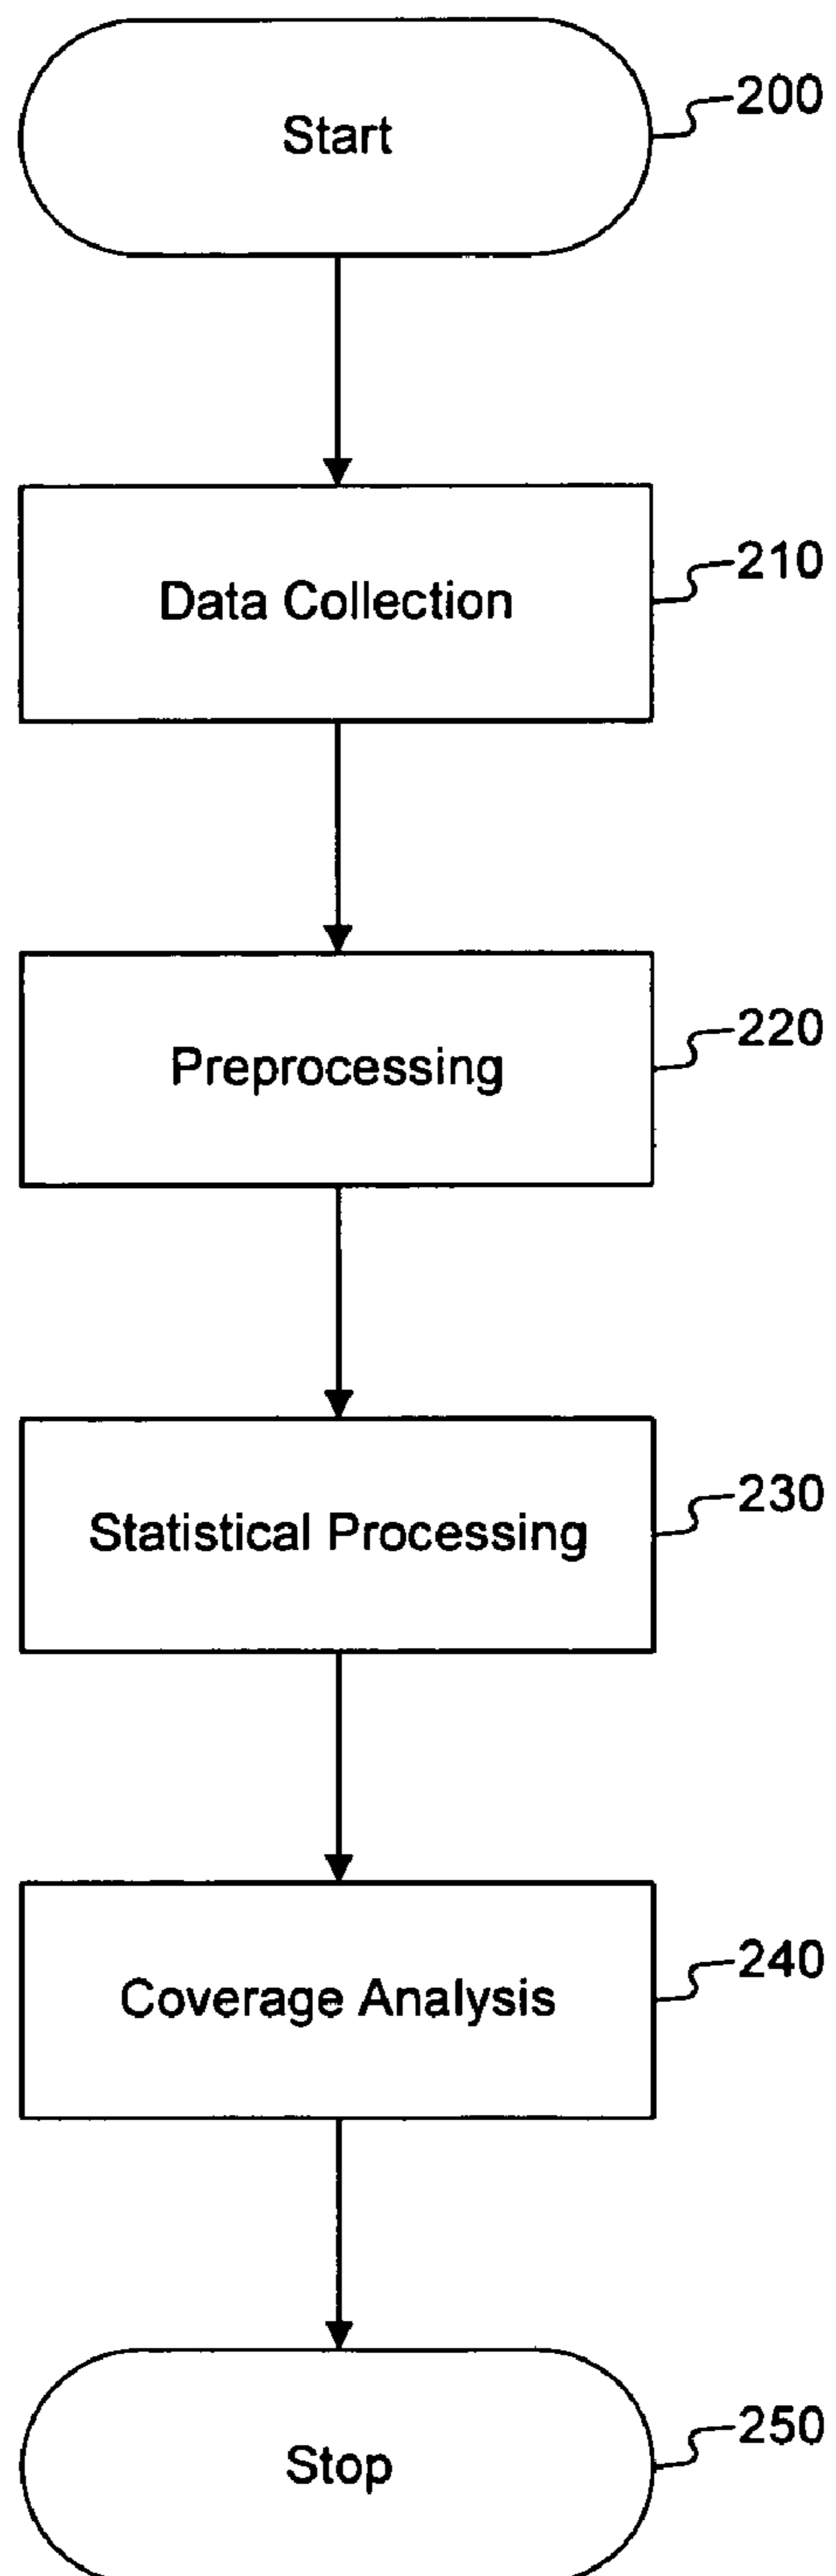 Start
200
Data Collection
210
Preprocessing
220
Statistical Processing
230
Coverage Analysis
240
Stop
250